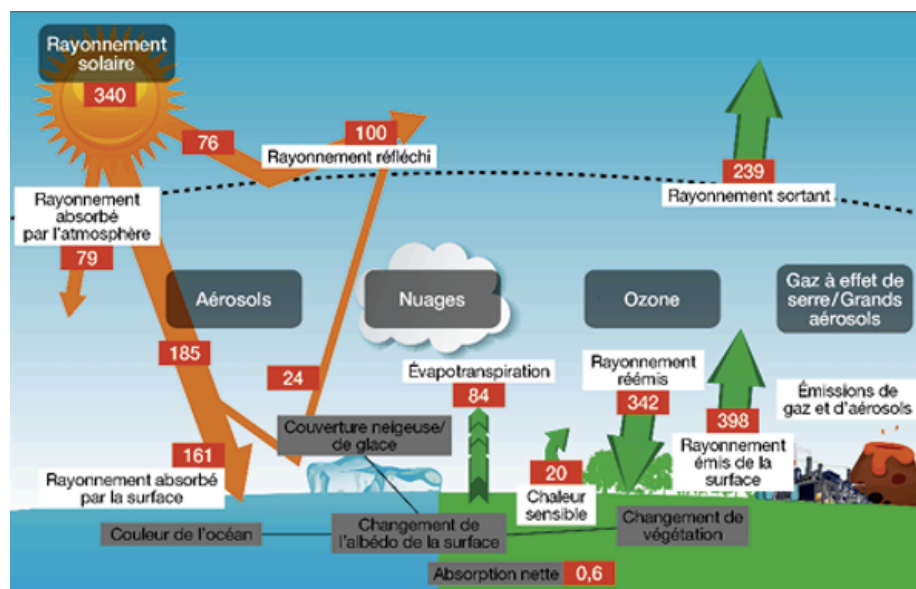 Rayonnement
solaire
340
76
100
Rayonnement réfléchi
239
Rayonnement sortant
Rayonnement
absorbé
par l'atmosphère
79
Aérosols
Nuages
Ozone
Gaz à effet de
serre/Grands
aérosols
185
24
Évapotranspiration
84
Rayonnement
réémis
342
398
Rayonnement
émis de la
surface
Émissions de
gaz et d'aérosols
Couverture neigeuse/
de glace
161
Rayonnement absorbé
par la surface
20
Chaleur
sensible
Couleur de l'océan
Changement de
l'albédo de la surface
Changement de
végétation
Absorption nette
0,6